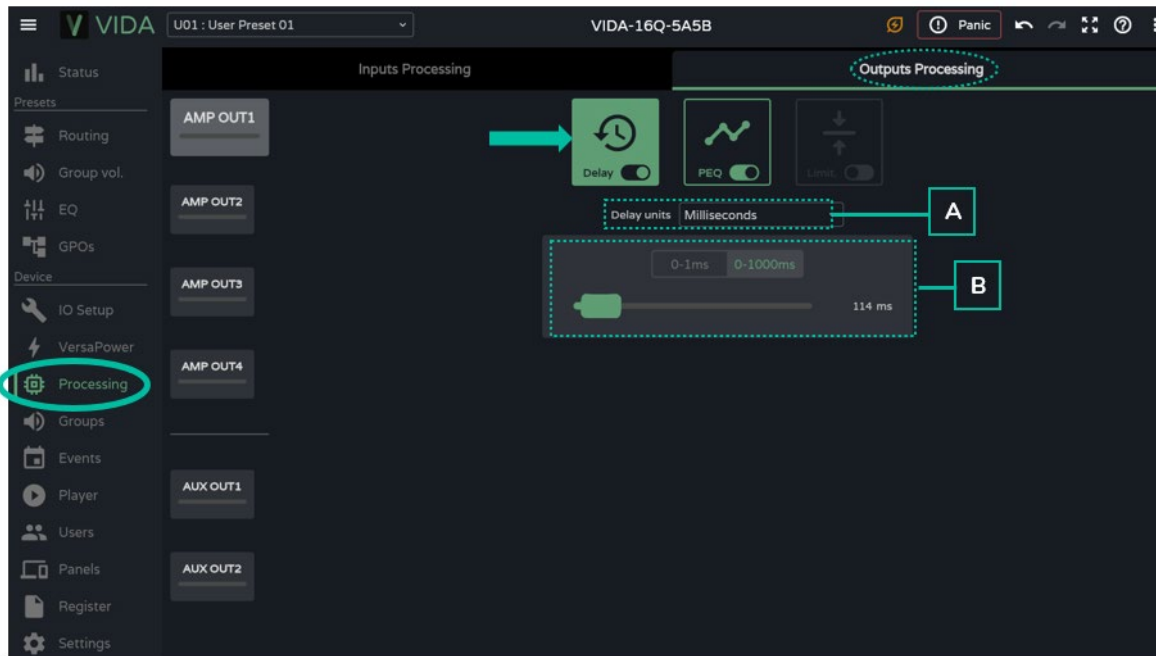 VIDA
U01 : User Preset 01
VIDA-16Q-5A5B
Panic
Status
Presets
Routing
Group vol.
EQ
GPOs
Device
IO Setup
VersaPower
Processing
Groups
Events
Player
Users
Panels
Register
Settings
Inputs Processing
Outputs Processing
AMP OUT1
AMP OUT2
AMP OUT3
AMP OUT4
AUX OUT1
AUX OUT2
Delay
PEQ
Limit.
Delay units Milliseconds
A
0-1ms 0-1000ms
114 ms
B